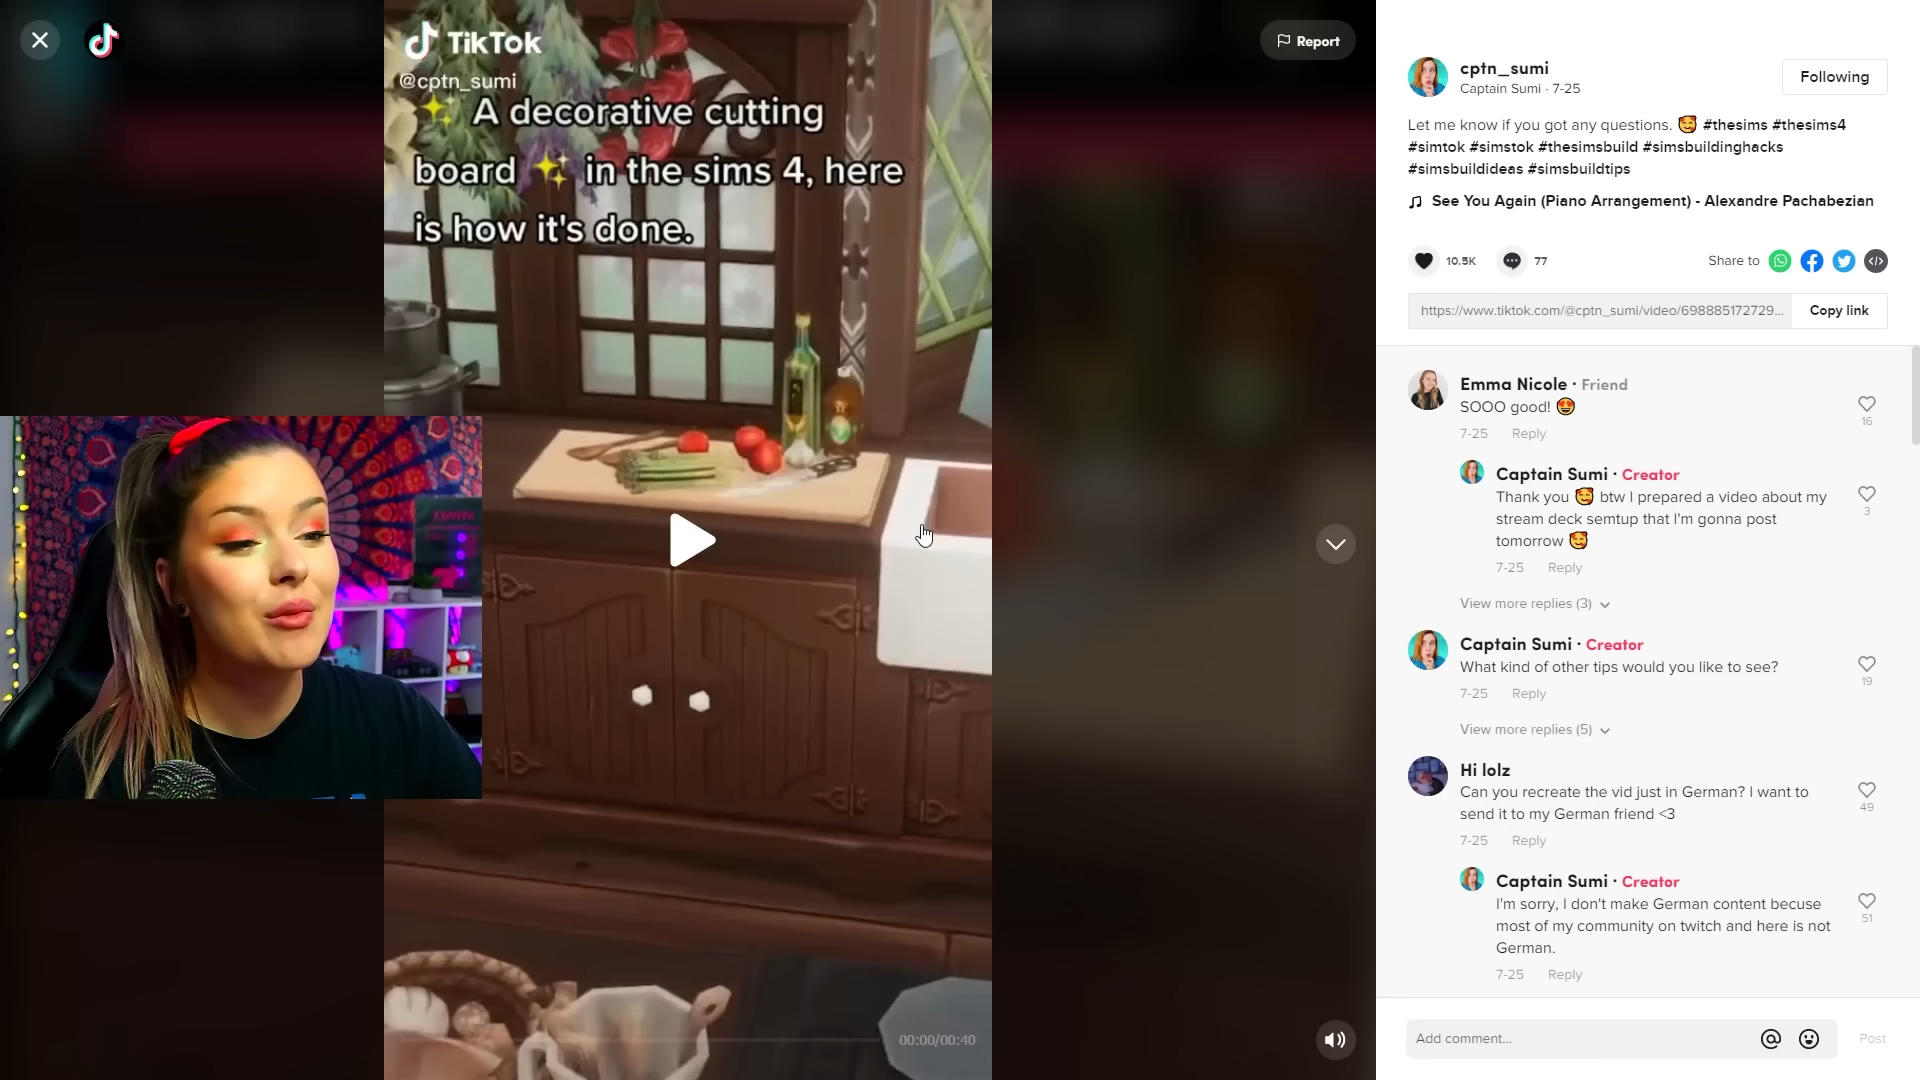 TikTok
@cptn_sumi
✨ A decorative cutting
board ✨ in the sims 4, here
is how it's done.
Report
00:00/00:40
cptn_sumi
Captain Sumi · 7-25
Following
Let me know if you got any questions. 🥰 #thesims #thesims4
#simtok #simstok #thesimsbuild #simsbuildinghacks
#simsbuildideas #simsbuildtips
See You Again (Piano Arrangement) - Alexandre Pachabezian
10.5K
77
Share to
https://www.tiktok.com/@cptn_sumi/video/698885172729...
Copy link
Emma Nicole · Friend
SOOO good! 😍
7-25 Reply
16
Captain Sumi · Creator
Thank you 🥰 btw I prepared a video about my
stream deck semtup that I'm gonna post
tomorrow 🥰
7-25 Reply
3
View more replies (3)
Captain Sumi · Creator
What kind of other tips would you like to see?
7-25 Reply
19
View more replies (5)
Hi lolz
Can you recreate the vid just in German? I want to
send it to my German friend <3
7-25 Reply
49
Captain Sumi · Creator
I'm sorry, I don't make German content becuse
most of my community on twitch and here is not
German.
7-25 Reply
51
Add comment...
Post